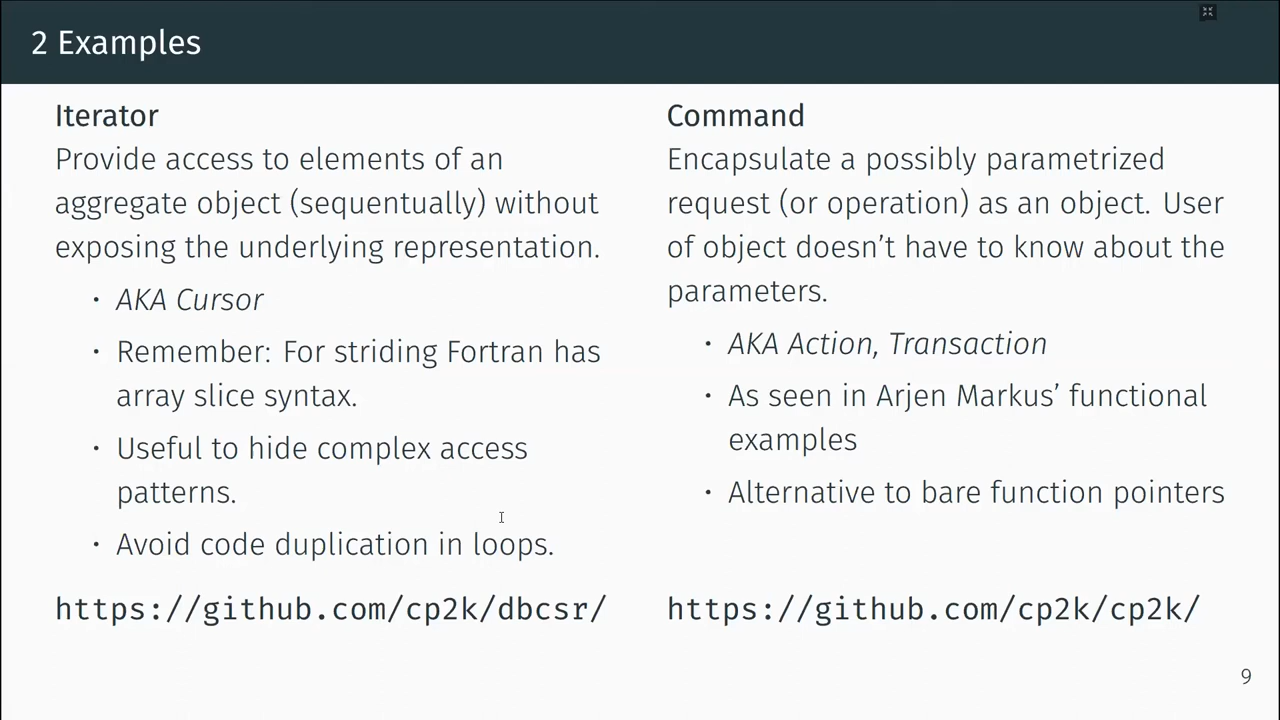 2 Examples
Iterator
Provide access to elements of an
aggregate object (sequentually) without
exposing the underlying representation.
• AKA Cursor
• Remember: For striding Fortran has
array slice syntax.
• Useful to hide complex access
patterns.
• Avoid code duplication in loops.
https://github.com/cp2k/dbcsr/
Command
Encapsulate a possibly parametrized
request (or operation) as an object. User
of object doesn’t have to know about the
parameters.
• AKA Action, Transaction
• As seen in Arjen Markus’ functional
examples
• Alternative to bare function pointers
https://github.com/cp2k/cp2k/
9